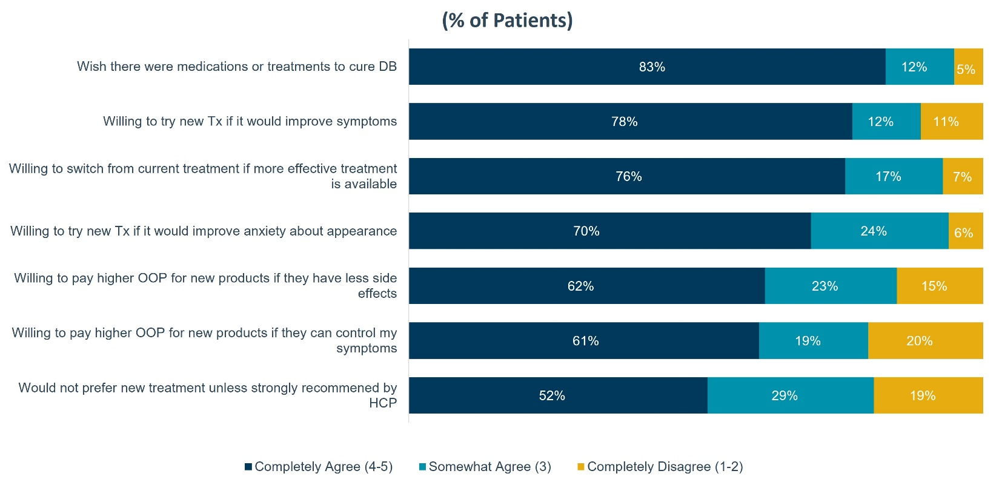 (% of Patients)
Wish there were medications or treatments to cure DB
83%
12%
5%
Willing to try new Tx if it would improve symptoms
78%
12%
11%
Willing to switch from current treatment if more effective treatment
is available
76%
17%
7%
Willing to try new Tx if it would improve anxiety about appearance
70%
24%
6%
Willing to pay higher OOP for new products if they have less side
effects
62%
23%
15%
Willing to pay higher OOP for new products if they can control my
symptoms
61%
19%
20%
Would not prefer new treatment unless strongly recommened by
HCP
52%
29%
19%
Completely Agree (4-5)
Somewhat Agree (3)
Completely Disagree (1-2)